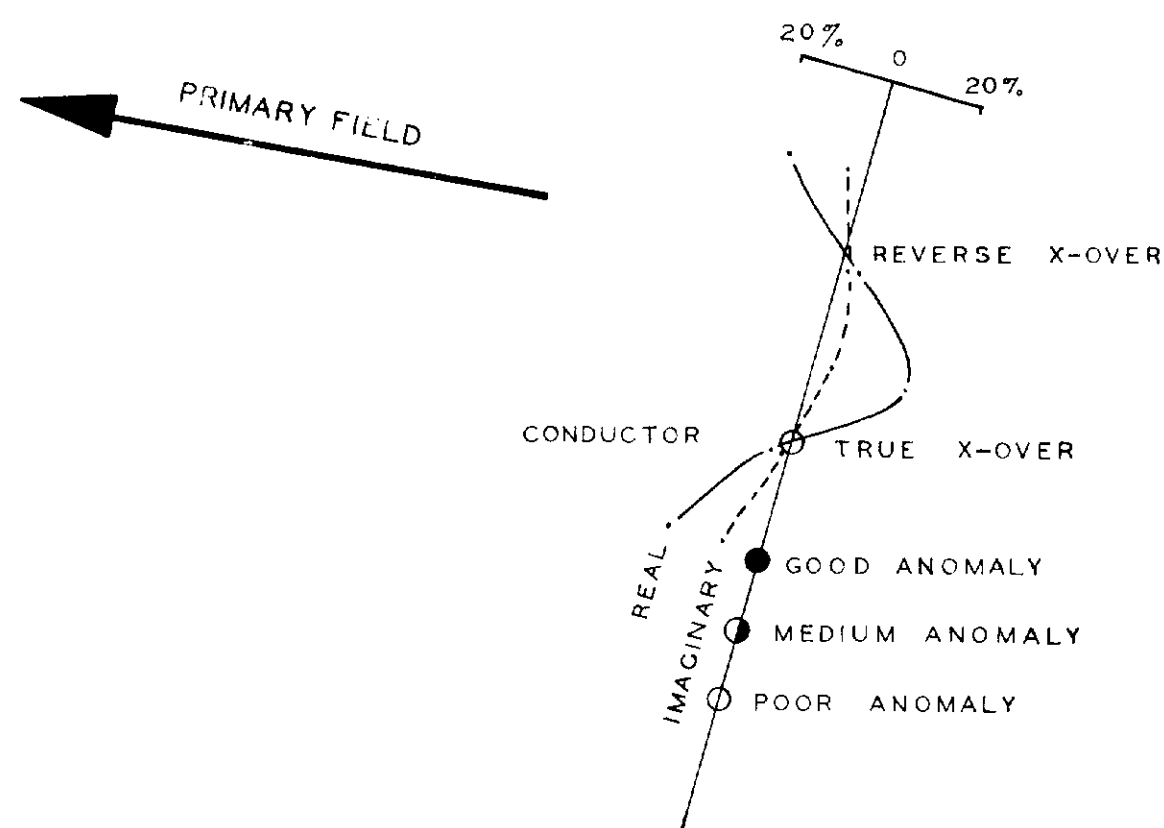 20%
0
20%
PRIMARY FIELD
REVERSE X-OVER
CONDUCTOR
TRUE X-OVER
REAL
IMAGINARY
GOOD ANOMALY
MEDIUM ANOMALY
POOR ANOMALY